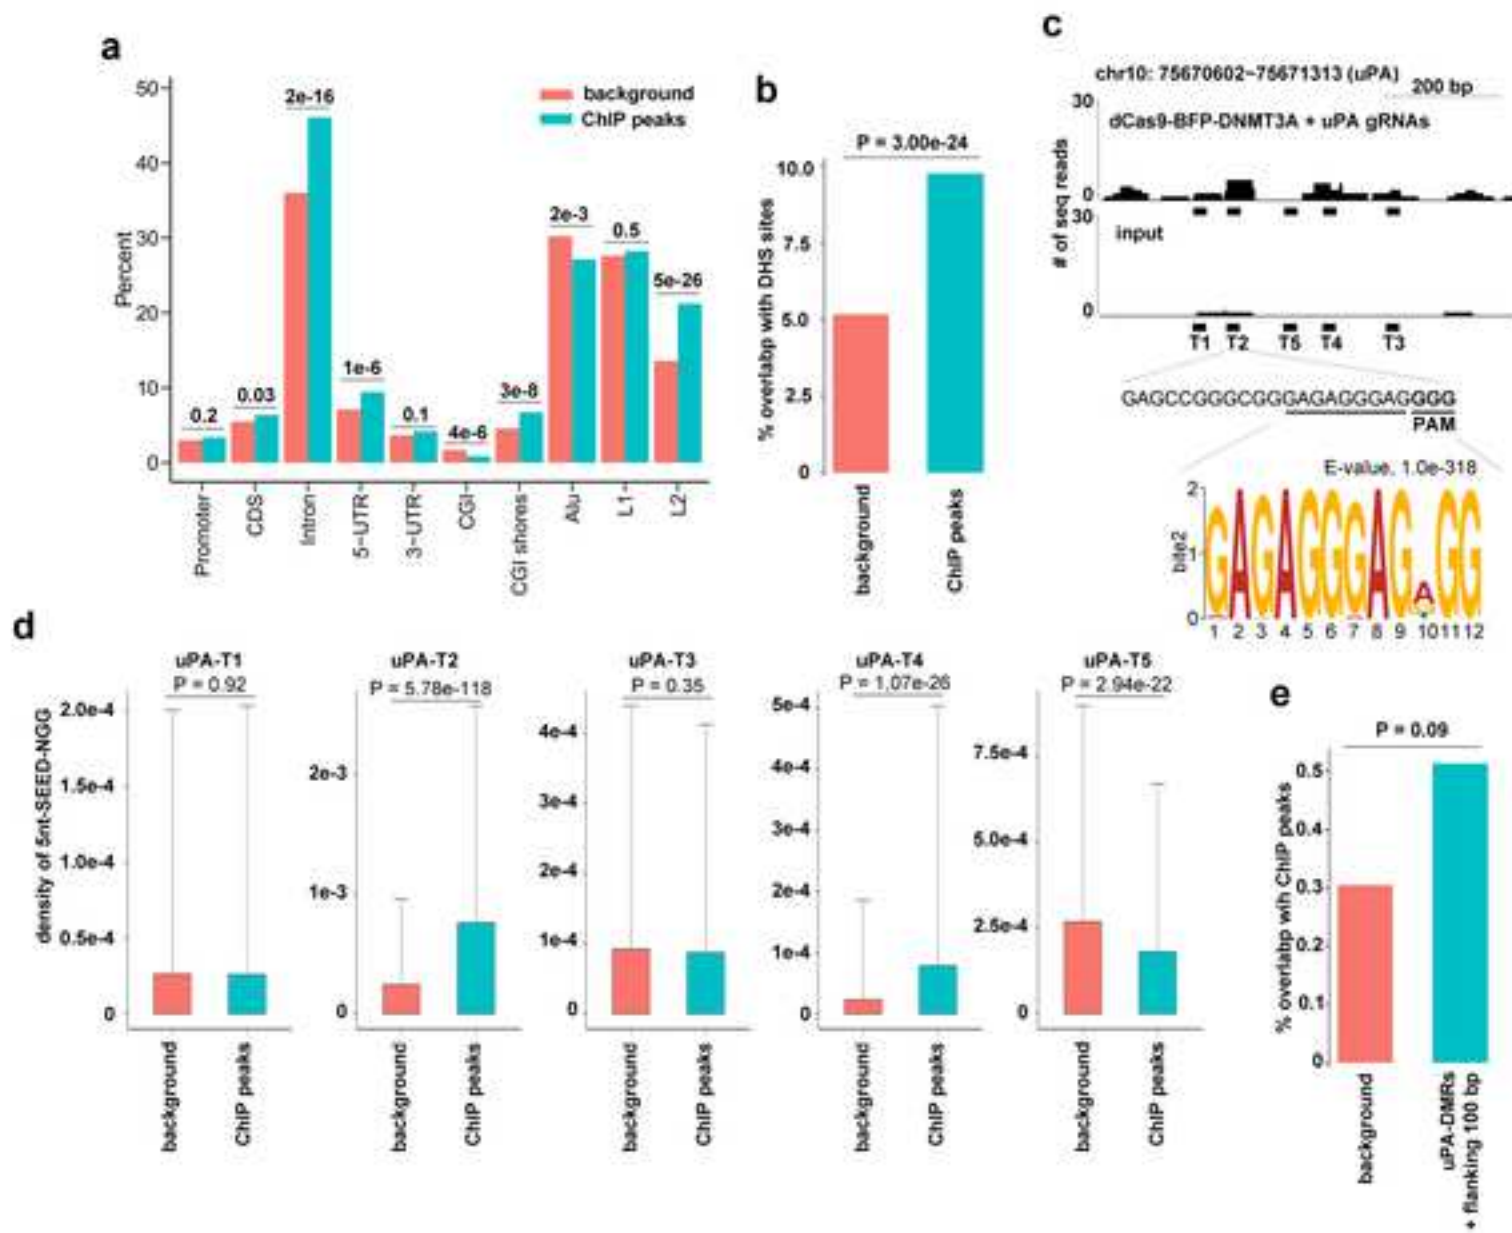 a
50
40
30
20
10
0
Percent
background
ChIP peaks
0.2
0.03
2e-16
1e-6
0.1
4e-6
3e-8
2e-3
0.5
5e-26
Promoter
CDS
Intron
5-UTR
3-UTR
CGI
CGI shores
Alu
L1
L2
b
P = 3.00e-24
% overlabp with DHS sites
10.0
7.5
5.0
2.5
0
background
ChIP peaks
c
chr10: 75670602-75671313 (uPA)
200 bp
dCas9-BFP-DNMT3A + uPA gRNAs
# of seq reads
30
0
30
input
0
T1 T2 T5 T4 T3
GAGCCGGGCGGGAGAGGGAGGGG
PAM
E-value, 1.0e-318
bite2
2
1
0
GAGAGGGAGAGG
1 2 3 4 5 6 7 8 9 10 11 12
d
density of 5nt-SEED-NGG
uPA-T1
P = 0.92
2.0e-4
1.5e-4
1.0e-4
0.5e-4
0
background
ChIP peaks
uPA-T2
P = 5.78e-118
2e-3
1e-3
0
background
ChIP peaks
uPA-T3
P = 0.35
4e-4
3e-4
2e-4
1e-4
0
background
ChIP peaks
uPA-T4
P = 1,07e-26
5e-4
4e-4
3e-4
2e-4
1e-4
0
background
ChIP peaks
uPA-T5
P = 2.94e-22
7.5e-4
5.0e-4
2.5e-4
0
background
ChIP peaks
e
P = 0.09
% overlabp wih ChIP peaks
0.5
0.4
0.3
0.2
0.1
0
background
uPA-DMRs
+ flanking 100 bp